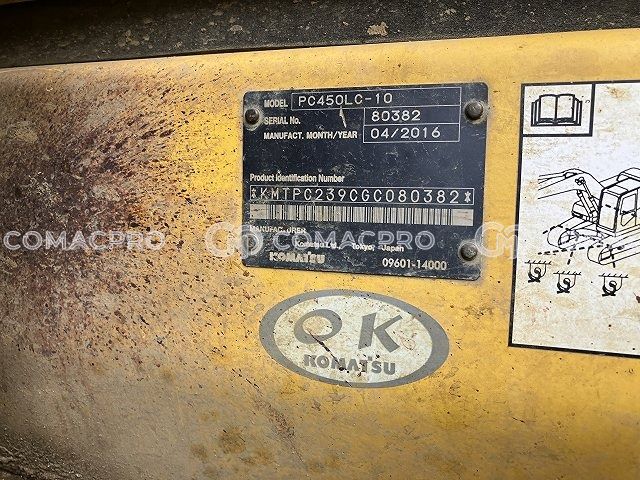 MODEL PC450LC-10
SERIAL No. 80382
MANUFACT. MONTH/YEAR 04/2016
Product Identification Number
*KMTPC239CGC080382*
COMACPRO COMACPRO COMACPRO
Komatsu Ltd., Tokyo, Japan
KOMATSU 09601-14000
OK
KOMATSU